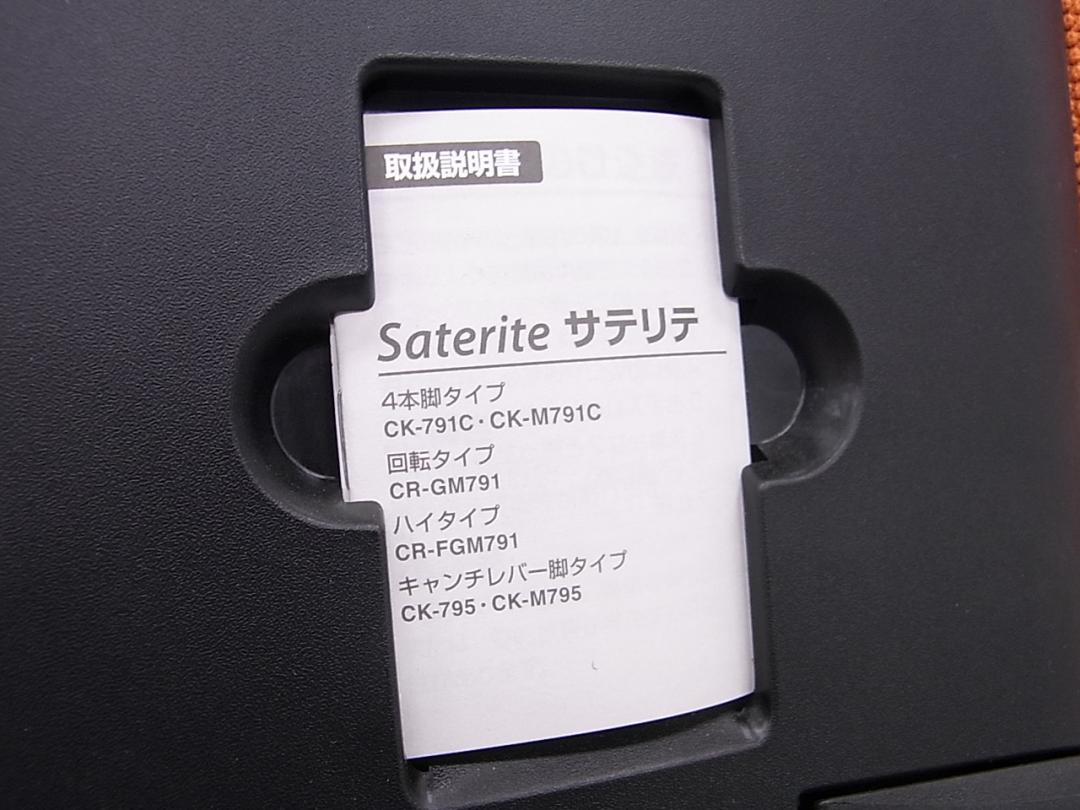 取扱説明書
Saterite サテリテ
4本脚タイプ
CK-791C・CK-M791C
回転タイプ
CR-GM791
ハイタイプ
CR-FGM791
キャンチレバー脚タイプ
CK-795・CK-M795